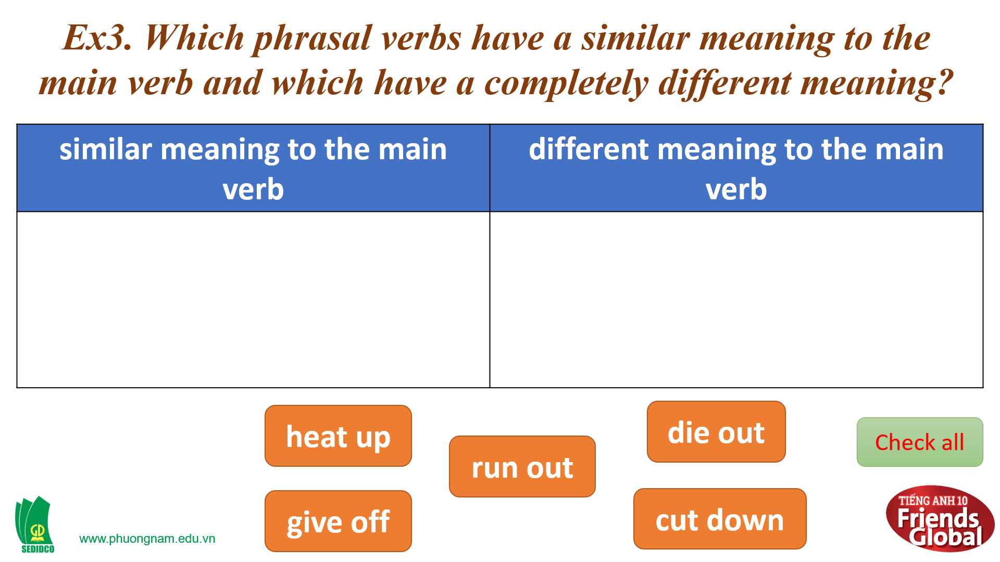 Ex3. Which phrasal verbs have a similar meaning to the
main verb and which have a completely different meaning?
similar meaning to the main
verb
different meaning to the main
verb
heat up
run out
die out
Check all
give off
cut down
GD
SEDIDCO
www.phuongnam.edu.vn
TIẾNG ANH 10
Friends
Global